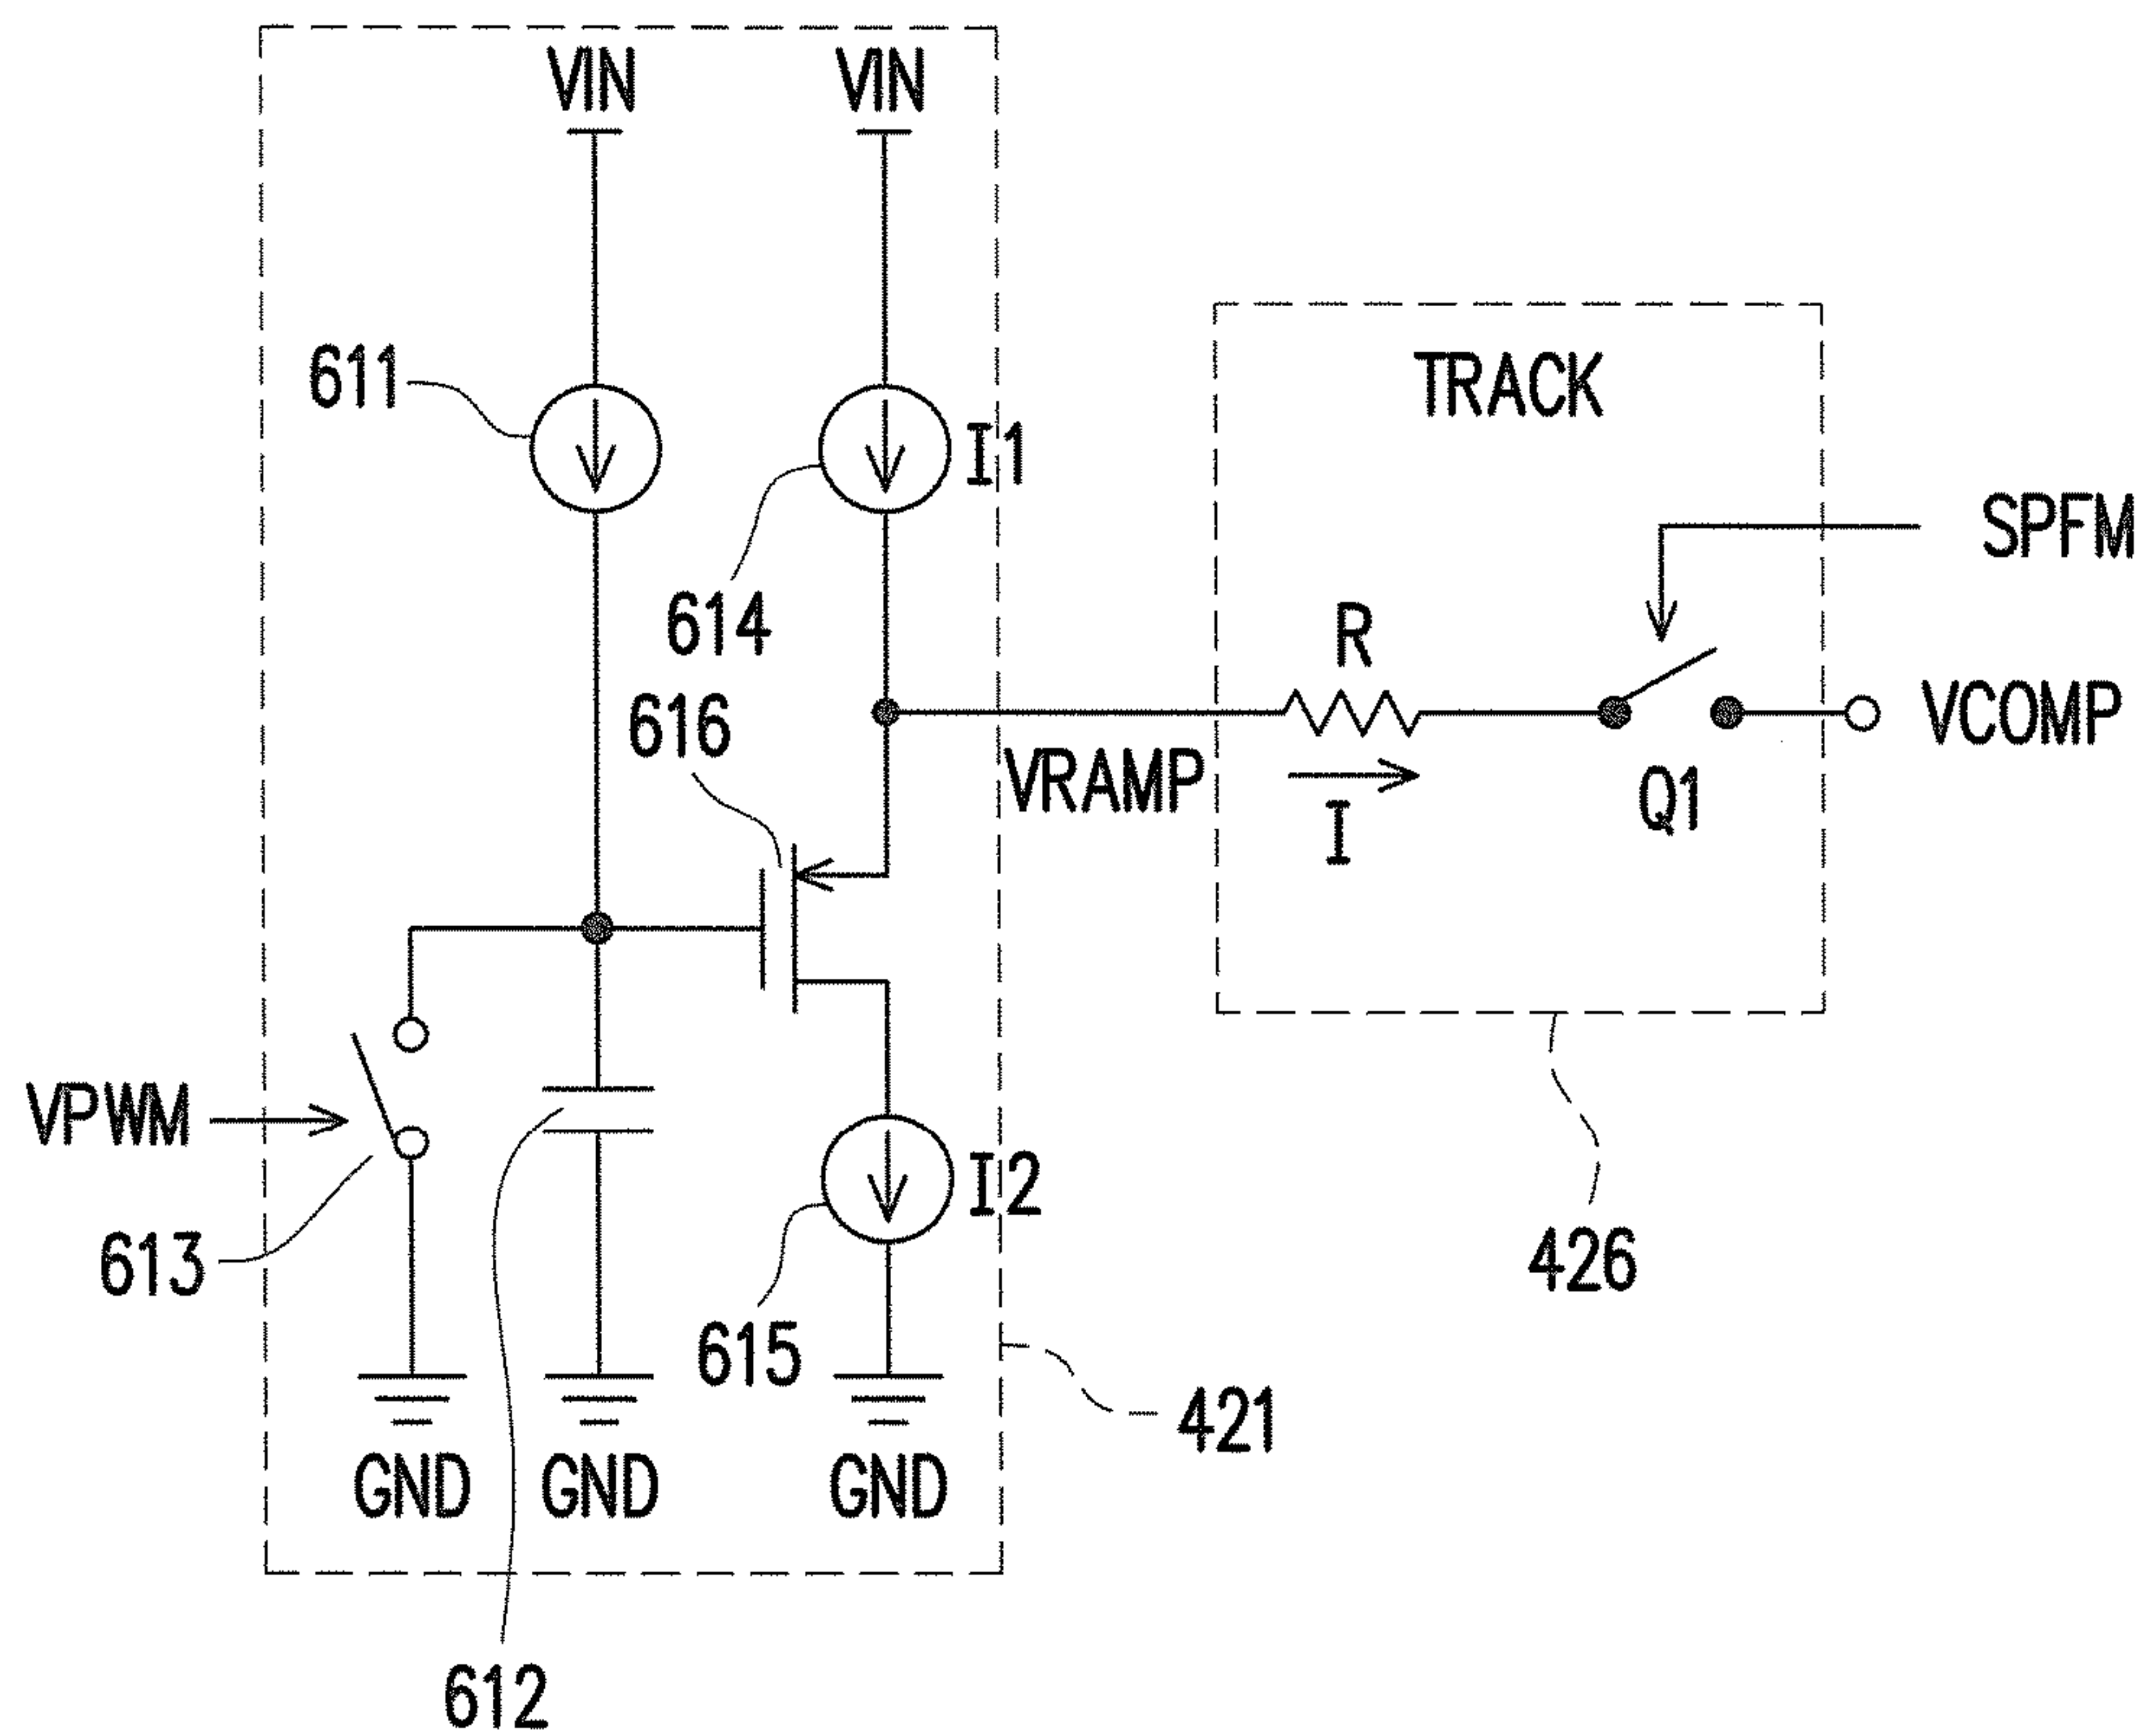 VIN VIN
611
I1
TRACK
SPFM
614
R
616
VRAMP
VCOMP
I
Q1
VPWM
I2
613
615
426
421
GND GND GND
612